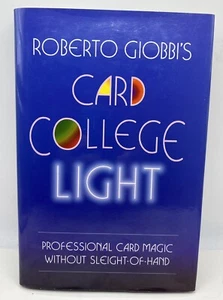 ROBERTO GIOBBI'S
CARD
COLLEGE
LIGHT
PROFESSIONAL CARD MAGIC
WITHOUT SLEIGHT-OF-HAND